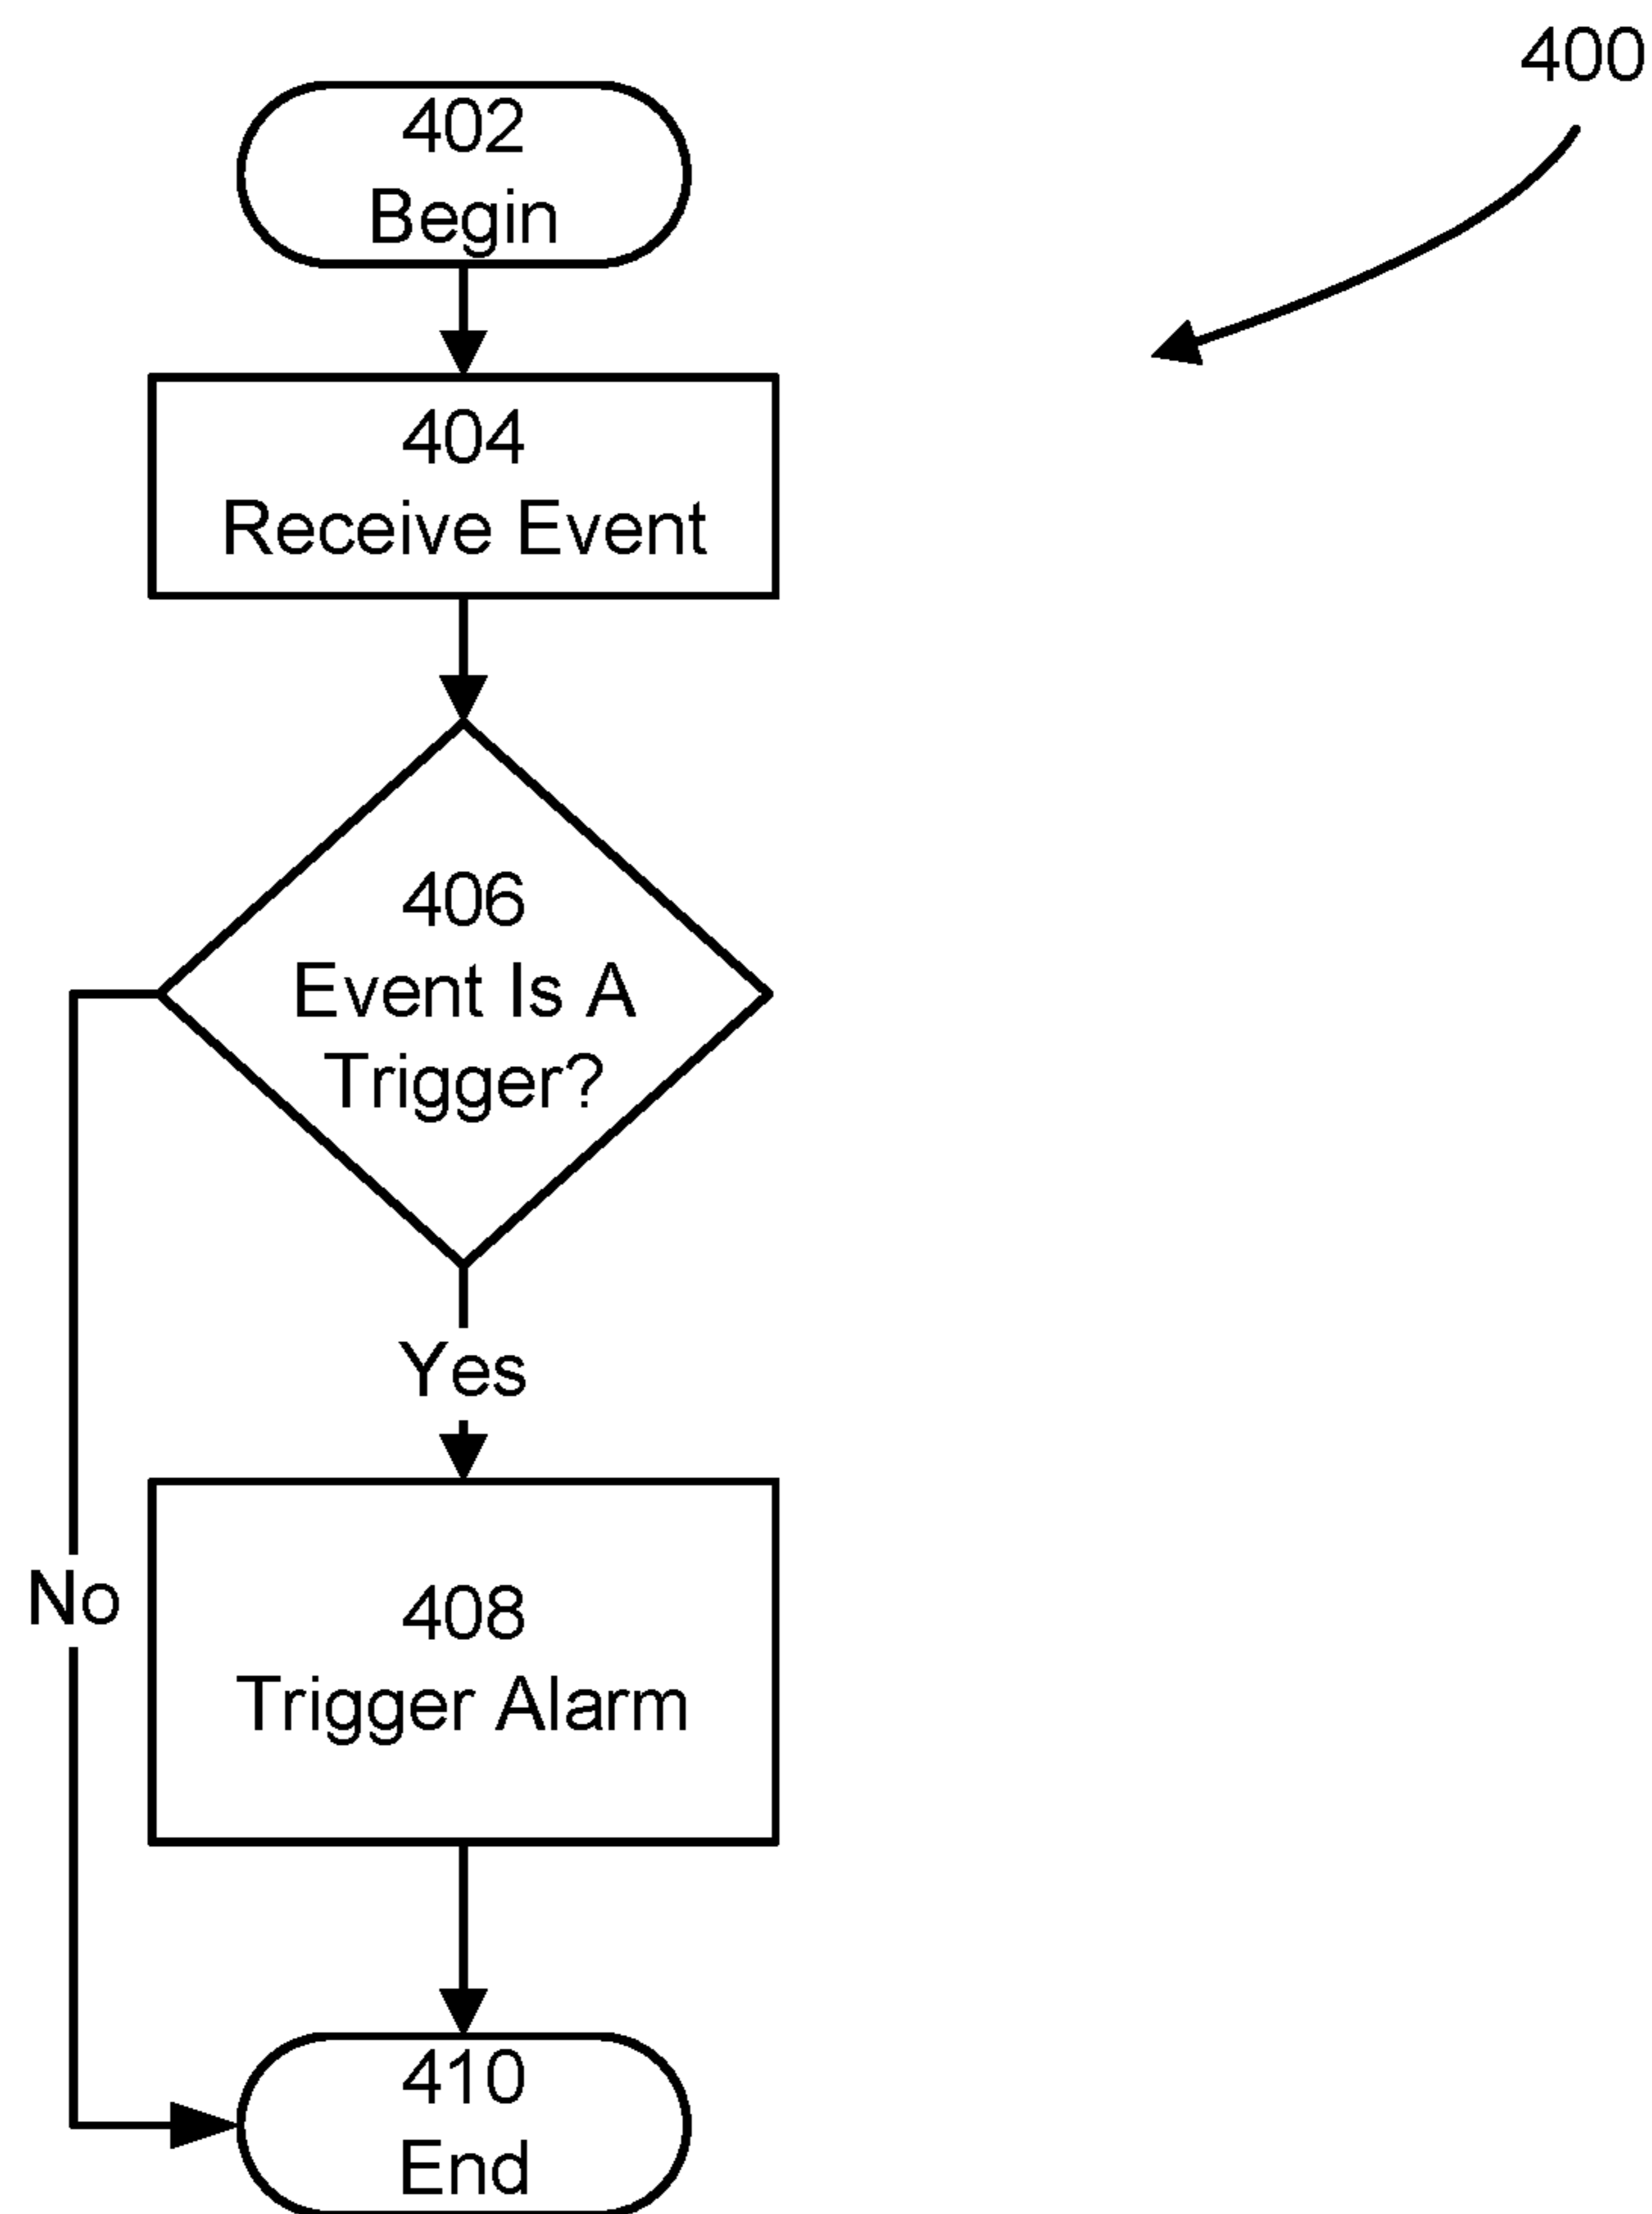 400
402
Begin
404
Receive Event
406
Event Is A
Trigger?
Yes
No
408
Trigger Alarm
410
End